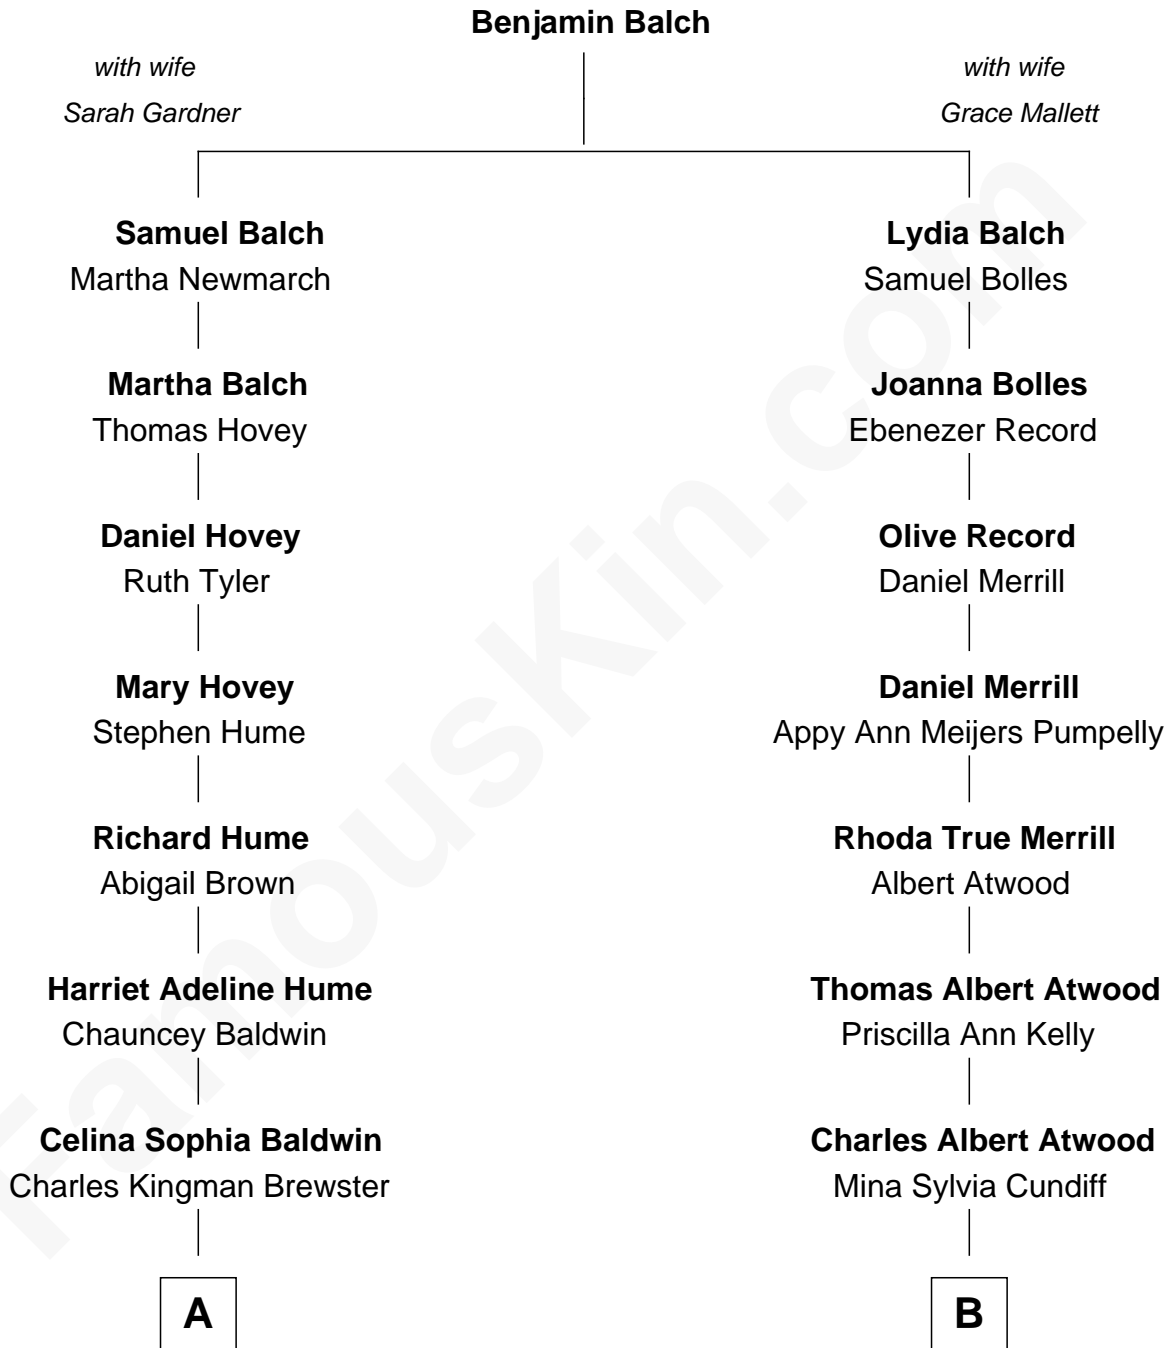 Benjamin Balch
with wife
Sarah Gardner
with wife
Grace Mallett
Samuel Balch
Martha Newmarch
Lydia Balch
Samuel Bolles
Martha Balch
Thomas Hovey
Joanna Bolles
Ebenezer Record
Daniel Hovey
Ruth Tyler
Olive Record
Daniel Merrill
Mary Hovey
Stephen Hume
Daniel Merrill
Appy Ann Meijers Pumpelly
Richard Hume
Abigail Brown
Rhoda True Merrill
Albert Atwood
Harriet Adeline Hume
Chauncey Baldwin
Thomas Albert Atwood
Priscilla Ann Kelly
Celina Sophia Baldwin
Charles Kingman Brewster
Charles Albert Atwood
Mina Sylvia Cundiff
A
B
FamousKin.com